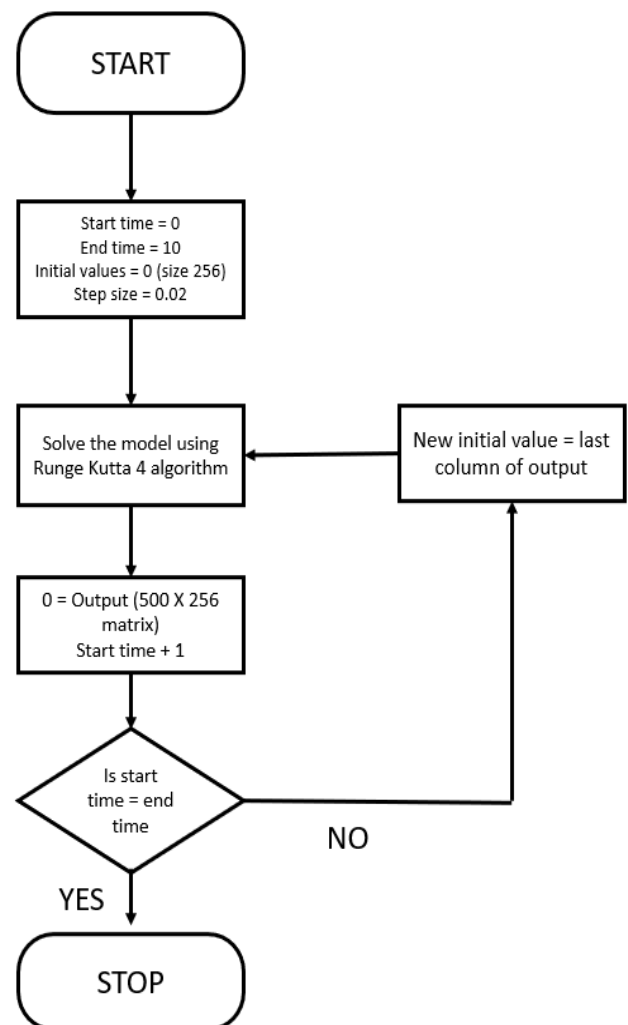 START
Start time = 0
End time = 10
Initial values = 0 (size 256)
Step size = 0.02
Solve the model using
Runge Kutta 4 algorithm
New initial value = last
column of output
0 = Output (500 X 256
matrix)
Start time + 1
Is start
time = end
time
NO
YES
STOP